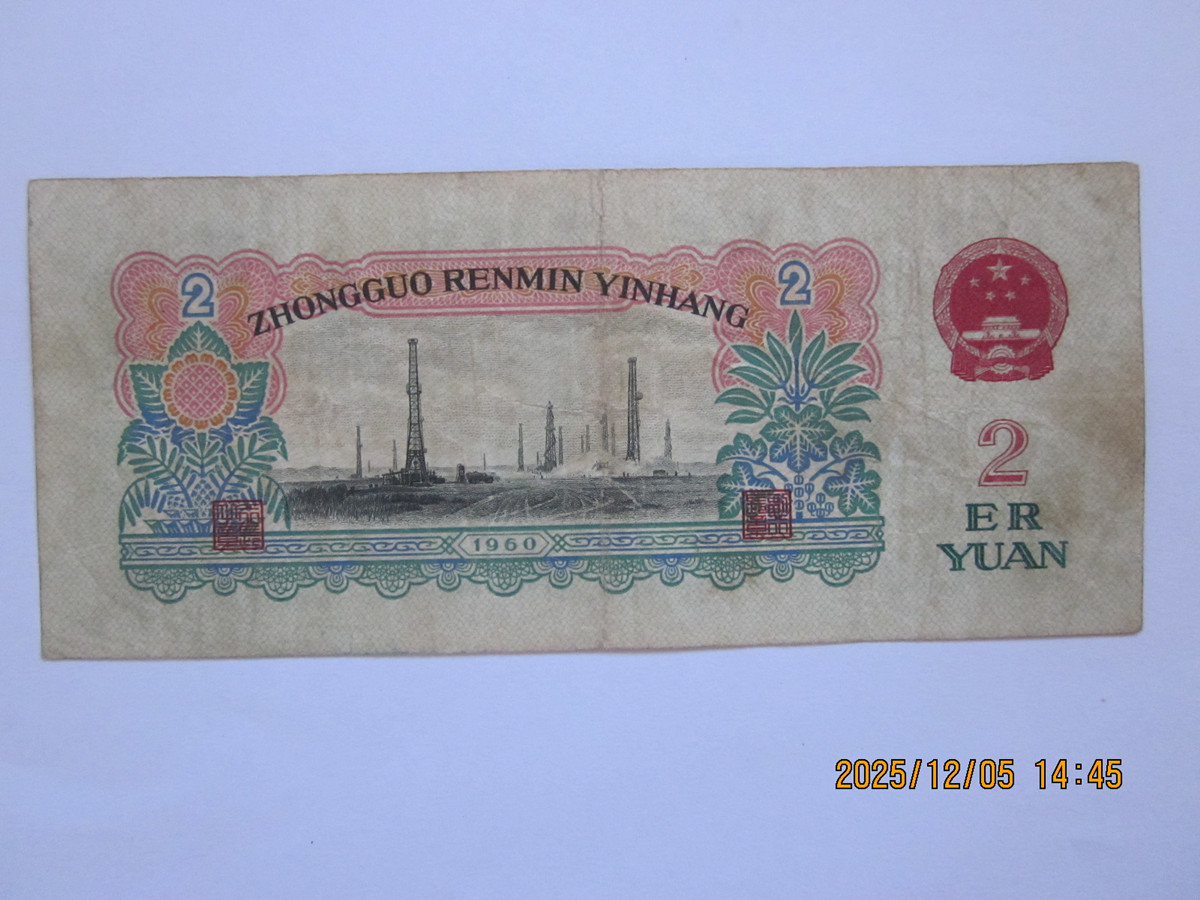 2
ZHONGGUO RENMIN YINHANG
2
2
ER
YUAN
1960
2025/12/05 14:45